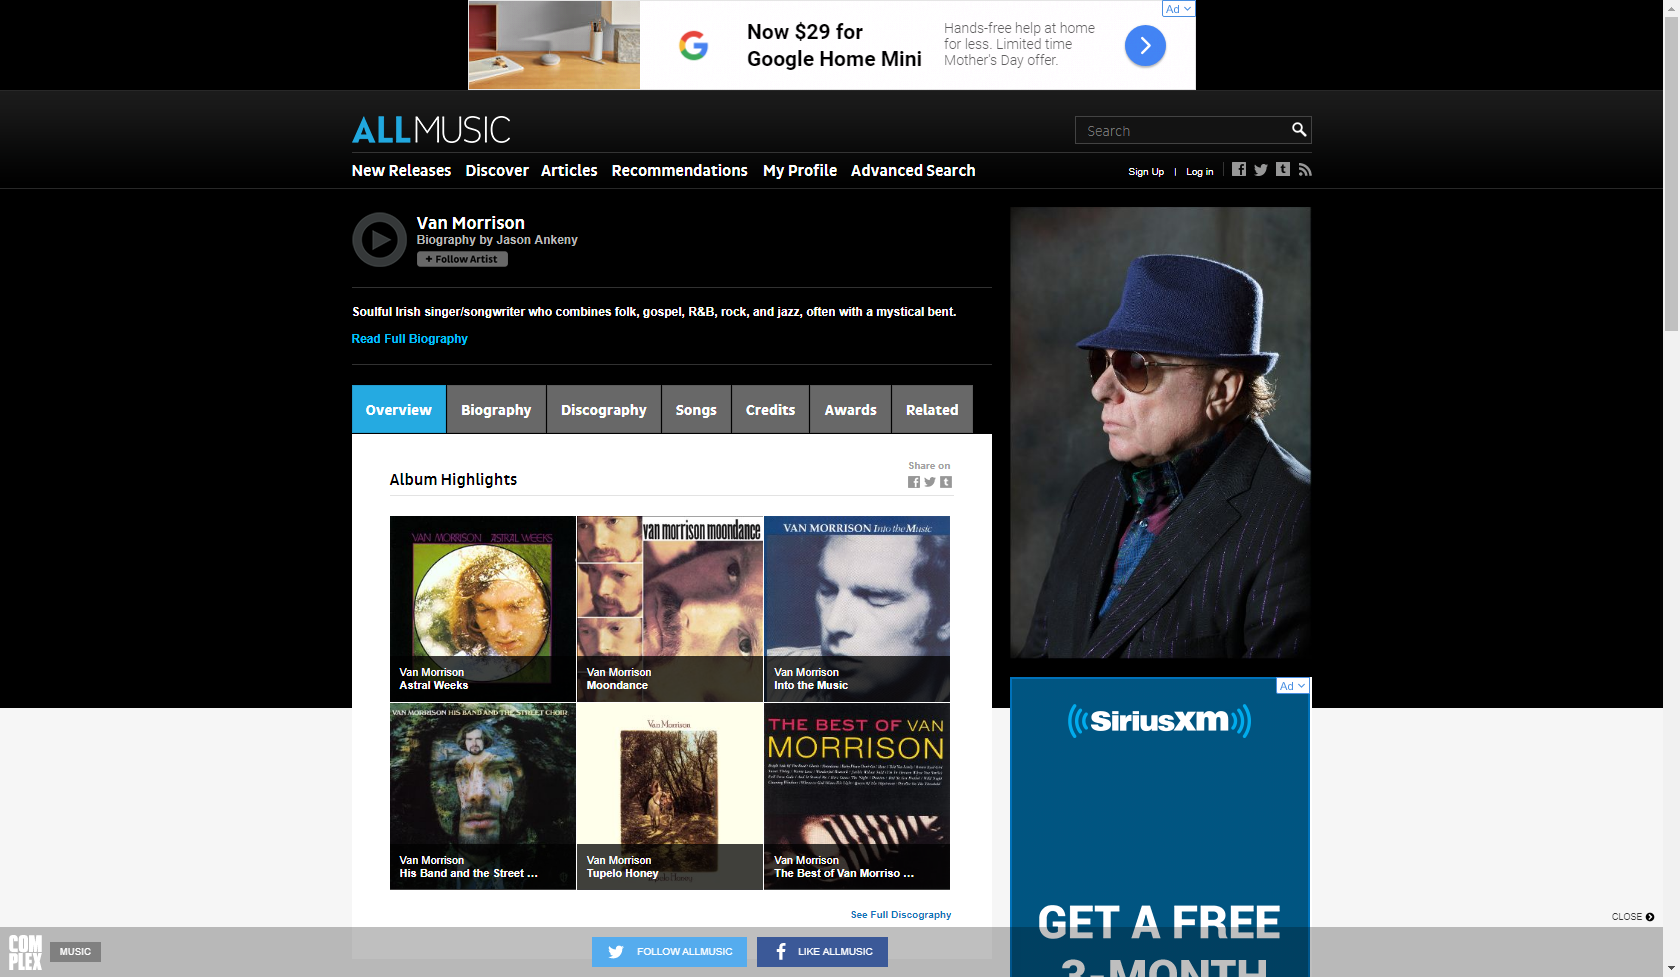 Now $29 for
Google Home Mini
Hands-free help at home
for less. Limited time
Mother's Day offer.
Ad
ALLMUSIC
Search
New Releases Discover Articles Recommendations My Profile Advanced Search
Sign Up | Log in
Van Morrison
Biography by Jason Ankeny
+ Follow Artist
Soulful Irish singer/songwriter who combines folk, gospel, R&B, rock, and jazz, often with a mystical bent.
Read Full Biography
Overview Biography Discography Songs Credits Awards Related
Album Highlights
Share on
VAN MORRISON ASTRAL WEEKS
Van Morrison
Astral Weeks
van morrison moondance
Van Morrison
Moondance
VAN MORRISON Into the Music
Van Morrison
Into the Music
VAN MORRISON HIS BAND AND THE STREET CHOIR
Van Morrison
His Band and the Street ...
Van Morrison
Van Morrison
Tupelo Honey
Tupelo Honey
THE BEST OF VAN
MORRISON
Van Morrison
The Best of Van Morriso ...
See Full Discography
Ad
SiriusXM
GET A FREE
3-MONTH
CLOSE
COMPLEX
MUSIC
FOLLOW ALLMUSIC
LIKE ALLMUSIC